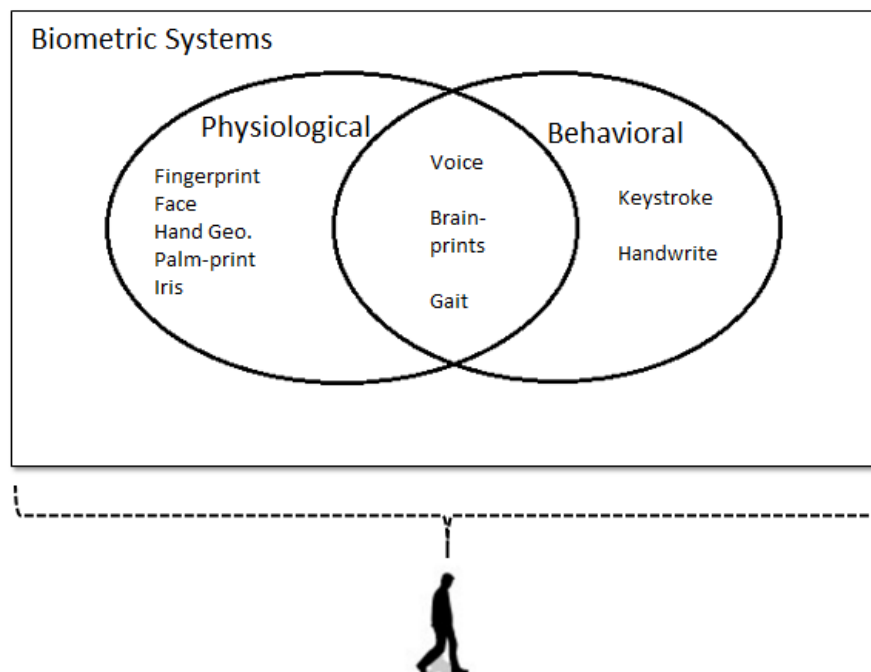 Biometric Systems
Physiological
Fingerprint
Face
Hand Geo.
Palm-print
Iris
Voice
Brain-
prints
Gait
Behavioral
Keystroke
Handwrite